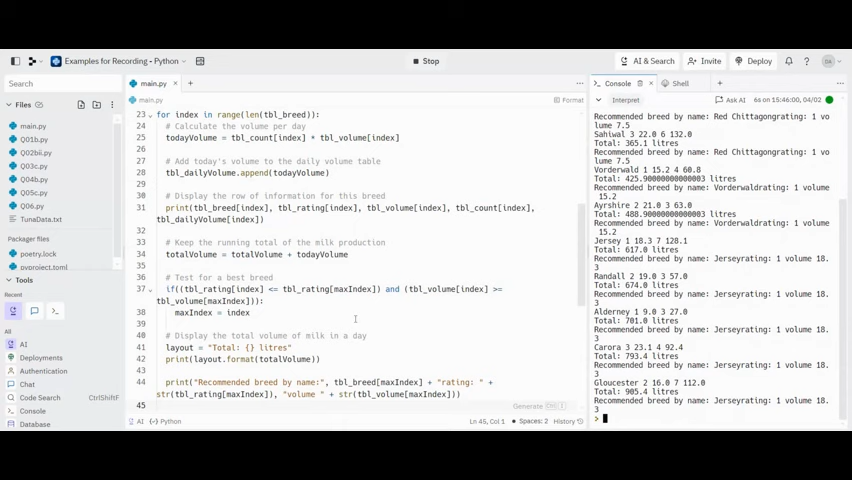 Examples for Recording - Python
Stop
AI & Search
Invite
Deploy
Search
main.py
Console
Shell
main.py
Format
Interpret
Ask AI
6s on 15:46:00, 04/02
Files
main.py
Q01b.py
Q02bii.py
Q03c.py
Q04b.py
Q05c.py
Q06.py
TunaData.txt
Package files
poetry.lock
pyproject.toml
Tools
Recent
All
AI
Deployments
Authentication
Chat
Code Search CtrlShiftF
Console
Database
23 for index in range(len(tbl_breed)):
24 # Calculate the volume per day
25 todayVolume = tbl_count[index] * tbl_volume[index]
26
27 # Add today's volume to the daily volume table
28 tbl_dailyVolume.append(todayVolume)
29
30 # Display the row of information for this breed
31 print(tbl_breed[index], tbl_rating[index], tbl_volume[index], tbl_count[index],
tbl_dailyVolume[index])
32
33 # Keep the running total of the milk production
34 totalVolume = totalVolume + todayVolume
35
36 # Test for a best breed
37 if((tbl_rating[index] <= tbl_rating[maxIndex]) and (tbl_volume[index] >=
tbl_volume[maxIndex])):
38 maxIndex = index
39
40 # Display the total volume of milk in a day
41 layout = "Total: {} litres"
42 print(layout.format(totalVolume))
43
44 print("Recommended breed by name:", tbl_breed[maxIndex] + "rating: " +
str(tbl_rating[maxIndex]), "volume " + str(tbl_volume[maxIndex]))
45
Generate Ctrl I
AI Python
Ln 45, Col 1
Spaces: 2
History
Recommended breed by name: Red Chittagongrating: 1 vo
lume 7.5
Sahiwal 3 22.0 6 132.0
Total: 365.1 litres
Recommended breed by name: Red Chittagongrating: 1 vo
lume 7.5
Vorderwald 1 15.2 4 60.8
Total: 425.90000000000003 litres
Recommended breed by name: Vorderwaldrating: 1 volume
15.2
Ayrshire 2 21.0 3 63.0
Total: 488.90000000000003 litres
Recommended breed by name: Vorderwaldrating: 1 volume
15.2
Jersey 1 18.3 7 128.1
Total: 617.0 litres
Recommended breed by name: Jerseyrating: 1 volume 18.
3
Randall 2 19.0 3 57.0
Total: 674.0 litres
Recommended breed by name: Jerseyrating: 1 volume 18.
3
Alderney 1 9.0 3 27.0
Total: 701.0 litres
Recommended breed by name: Jerseyrating: 1 volume 18.
3
Carora 3 23.1 4 92.4
Total: 793.4 litres
Recommended breed by name: Jerseyrating: 1 volume 18.
3
Gloucester 2 16.0 7 112.0
Total: 905.4 litres
Recommended breed by name: Jerseyrating: 1 volume 18.
3
>